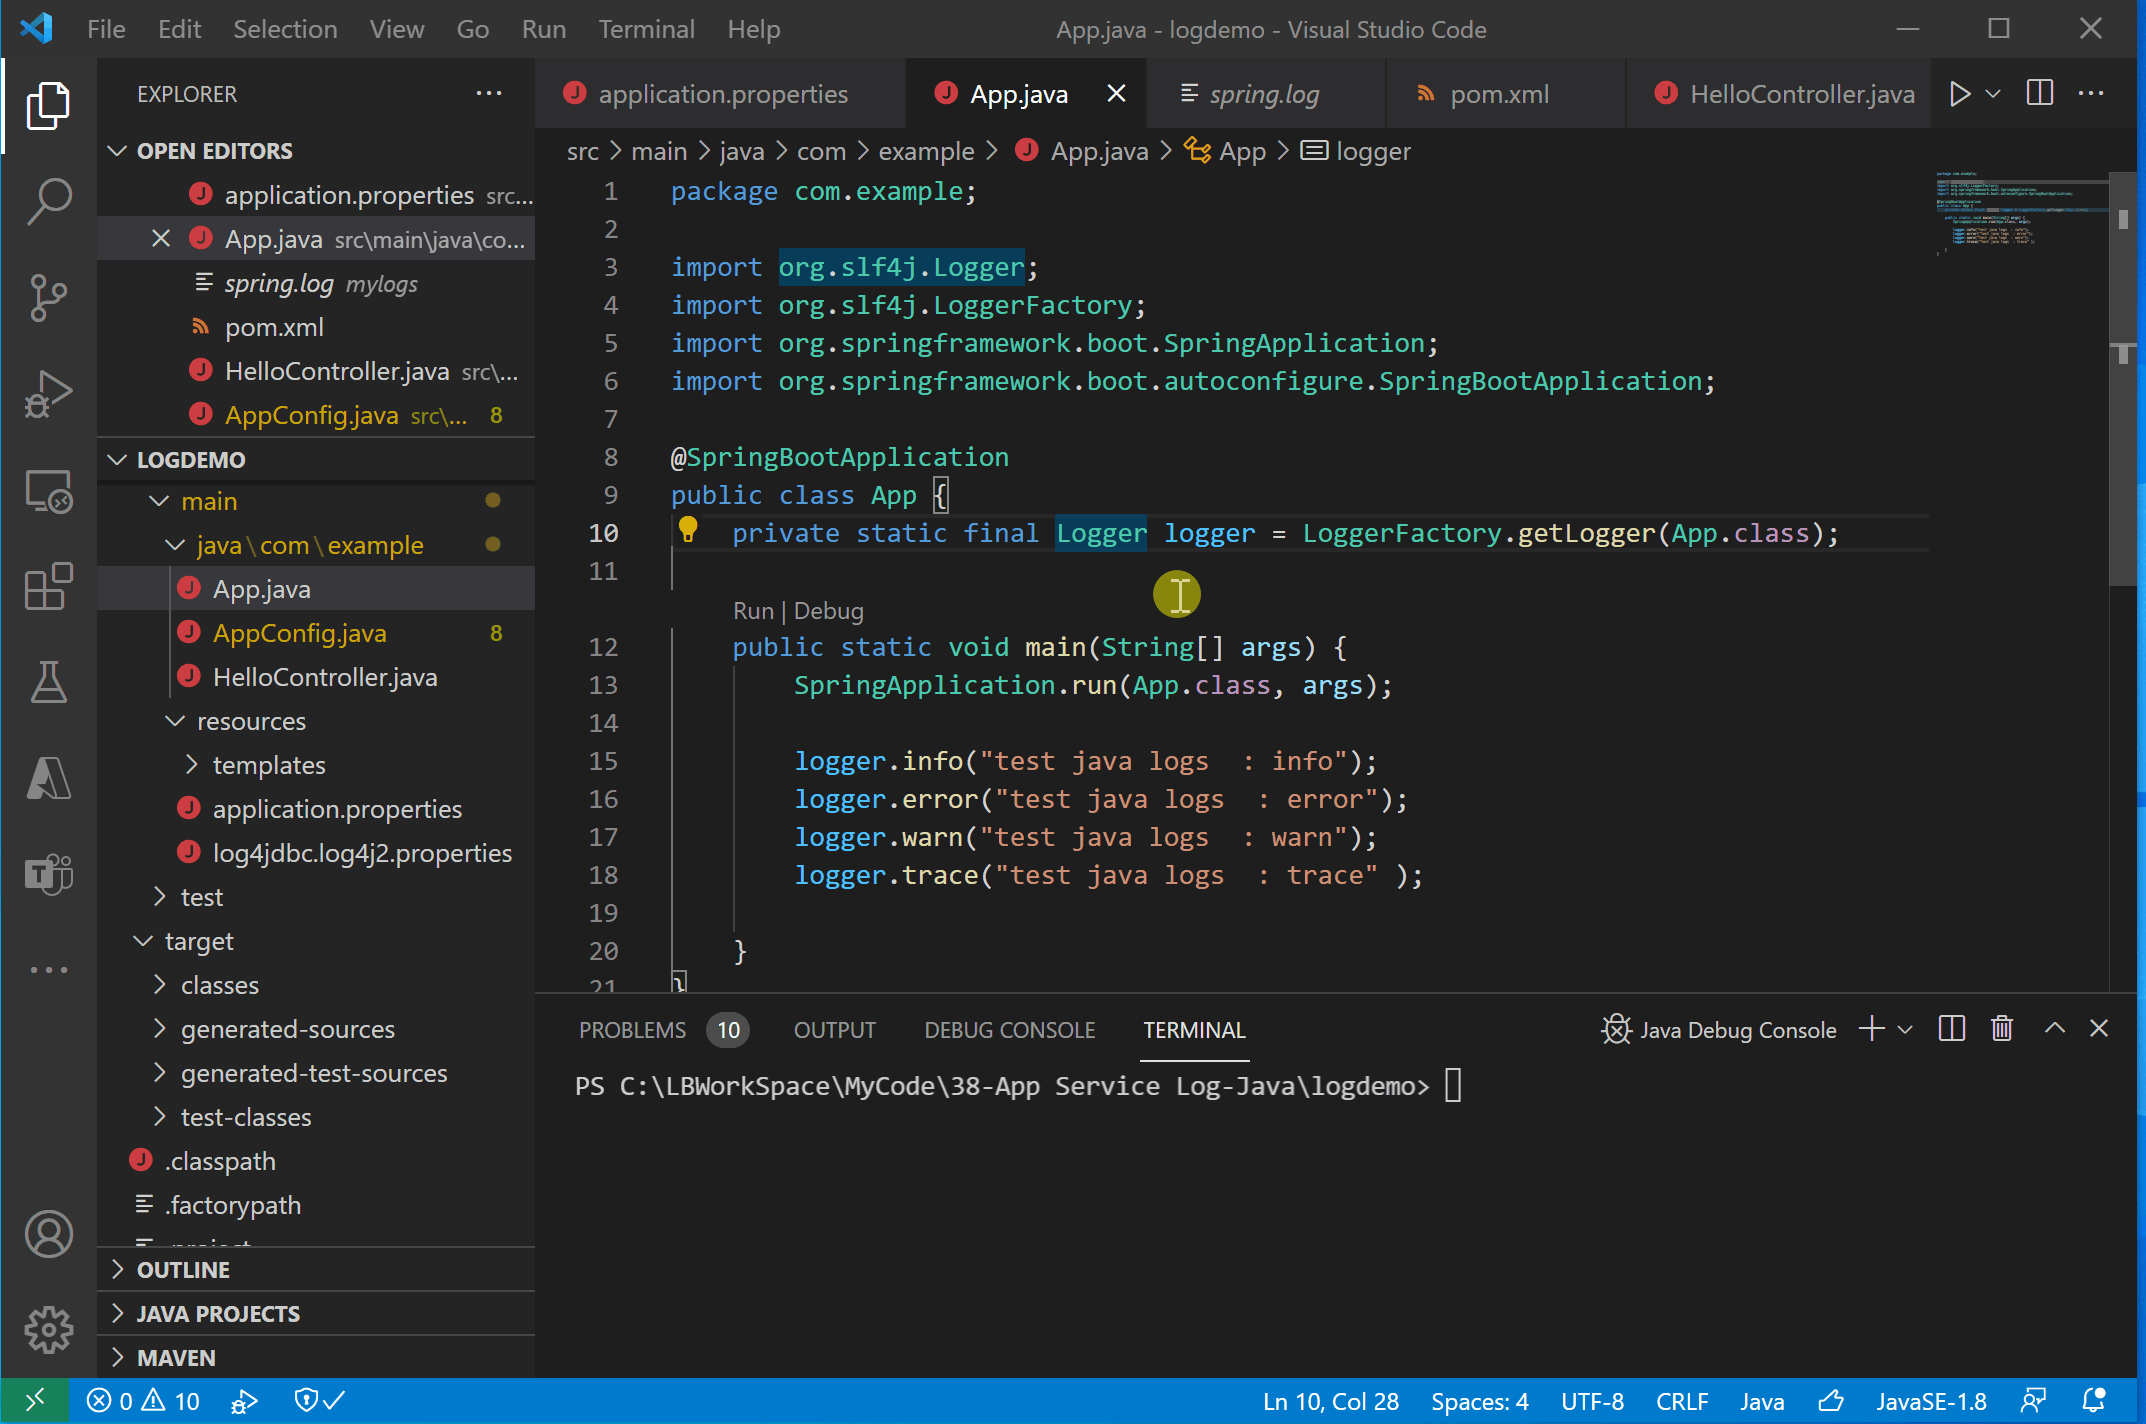 File Edit Selection View Go Run Terminal Help App.java - logdemo - Visual Studio Code
EXPLORER
OPEN EDITORS
application.properties src...
App.java src\main\java\co...
spring.log mylogs
pom.xml
HelloController.java src\...
AppConfig.java src\... 8
LOGDEMO
main
java\com\example
App.java
AppConfig.java 8
HelloController.java
resources
templates
application.properties
log4jdbc.log4j2.properties
test
target
classes
generated-sources
generated-test-sources
test-classes
.classpath
.factorypath
.project
OUTLINE
JAVA PROJECTS
MAVEN
application.properties App.java spring.log pom.xml HelloController.java
src > main > java > com > example > App.java > App > logger
1 package com.example;
2
3 import org.slf4j.Logger;
4 import org.slf4j.LoggerFactory;
5 import org.springframework.boot.SpringApplication;
6 import org.springframework.boot.autoconfigure.SpringBootApplication;
7
8 @SpringBootApplication
9 public class App {
10 private static final Logger logger = LoggerFactory.getLogger(App.class);
11
Run | Debug
12 public static void main(String[] args) {
13 SpringApplication.run(App.class, args);
14
15 logger.info("test java logs  : info");
16 logger.error("test java logs  : error");
17 logger.warn("test java logs  : warn");
18 logger.trace("test java logs  : trace" );
19
20 }
21 }
PROBLEMS 10 OUTPUT DEBUG CONSOLE TERMINAL Java Debug Console
PS C:\LBWorkSpace\MyCode\38-App Service Log-Java\logdemo>
0 10 Ln 10, Col 28 Spaces: 4 UTF-8 CRLF Java JavaSE-1.8